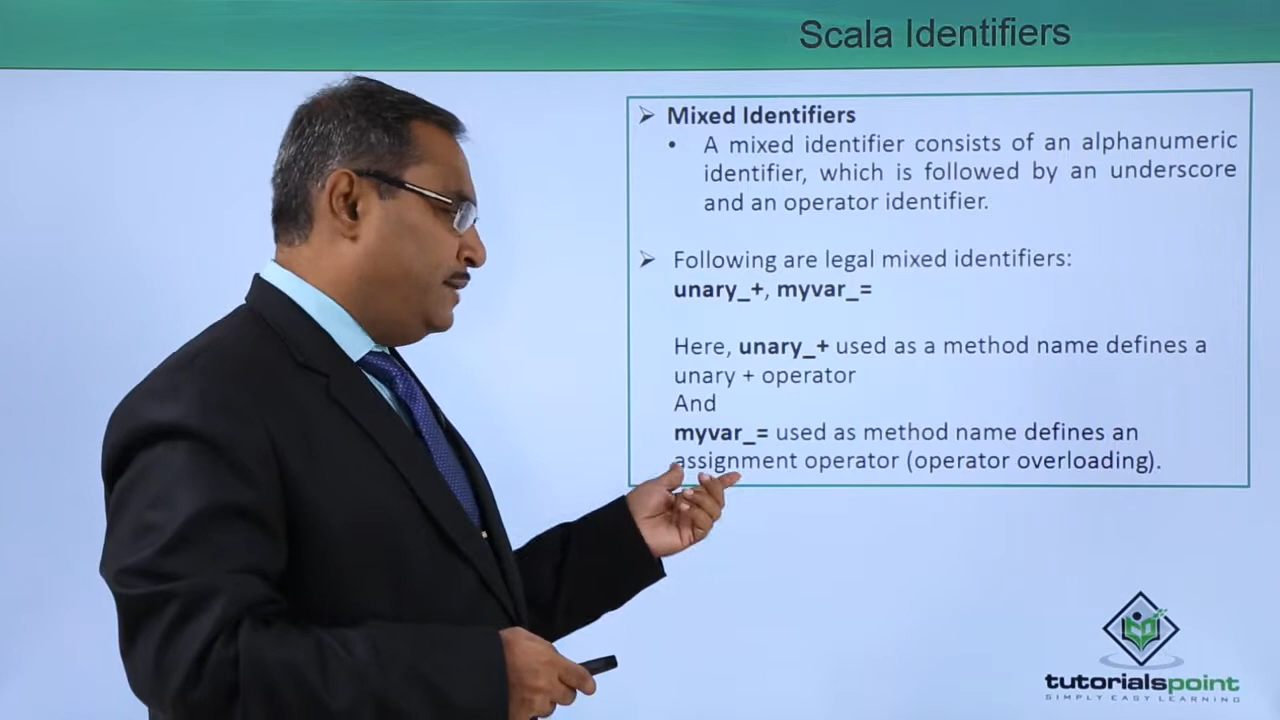 Scala Identifiers
Mixed Identifiers
• A mixed identifier consists of an alphanumeric
identifier, which is followed by an underscore
and an operator identifier.
Following are legal mixed identifiers:
unary_+, myvar_=
Here, unary_+ used as a method name defines a
unary + operator
And
myvar_= used as method name defines an
assignment operator (operator overloading).
tutorialspoint
SIMPLY EASY LEARNING